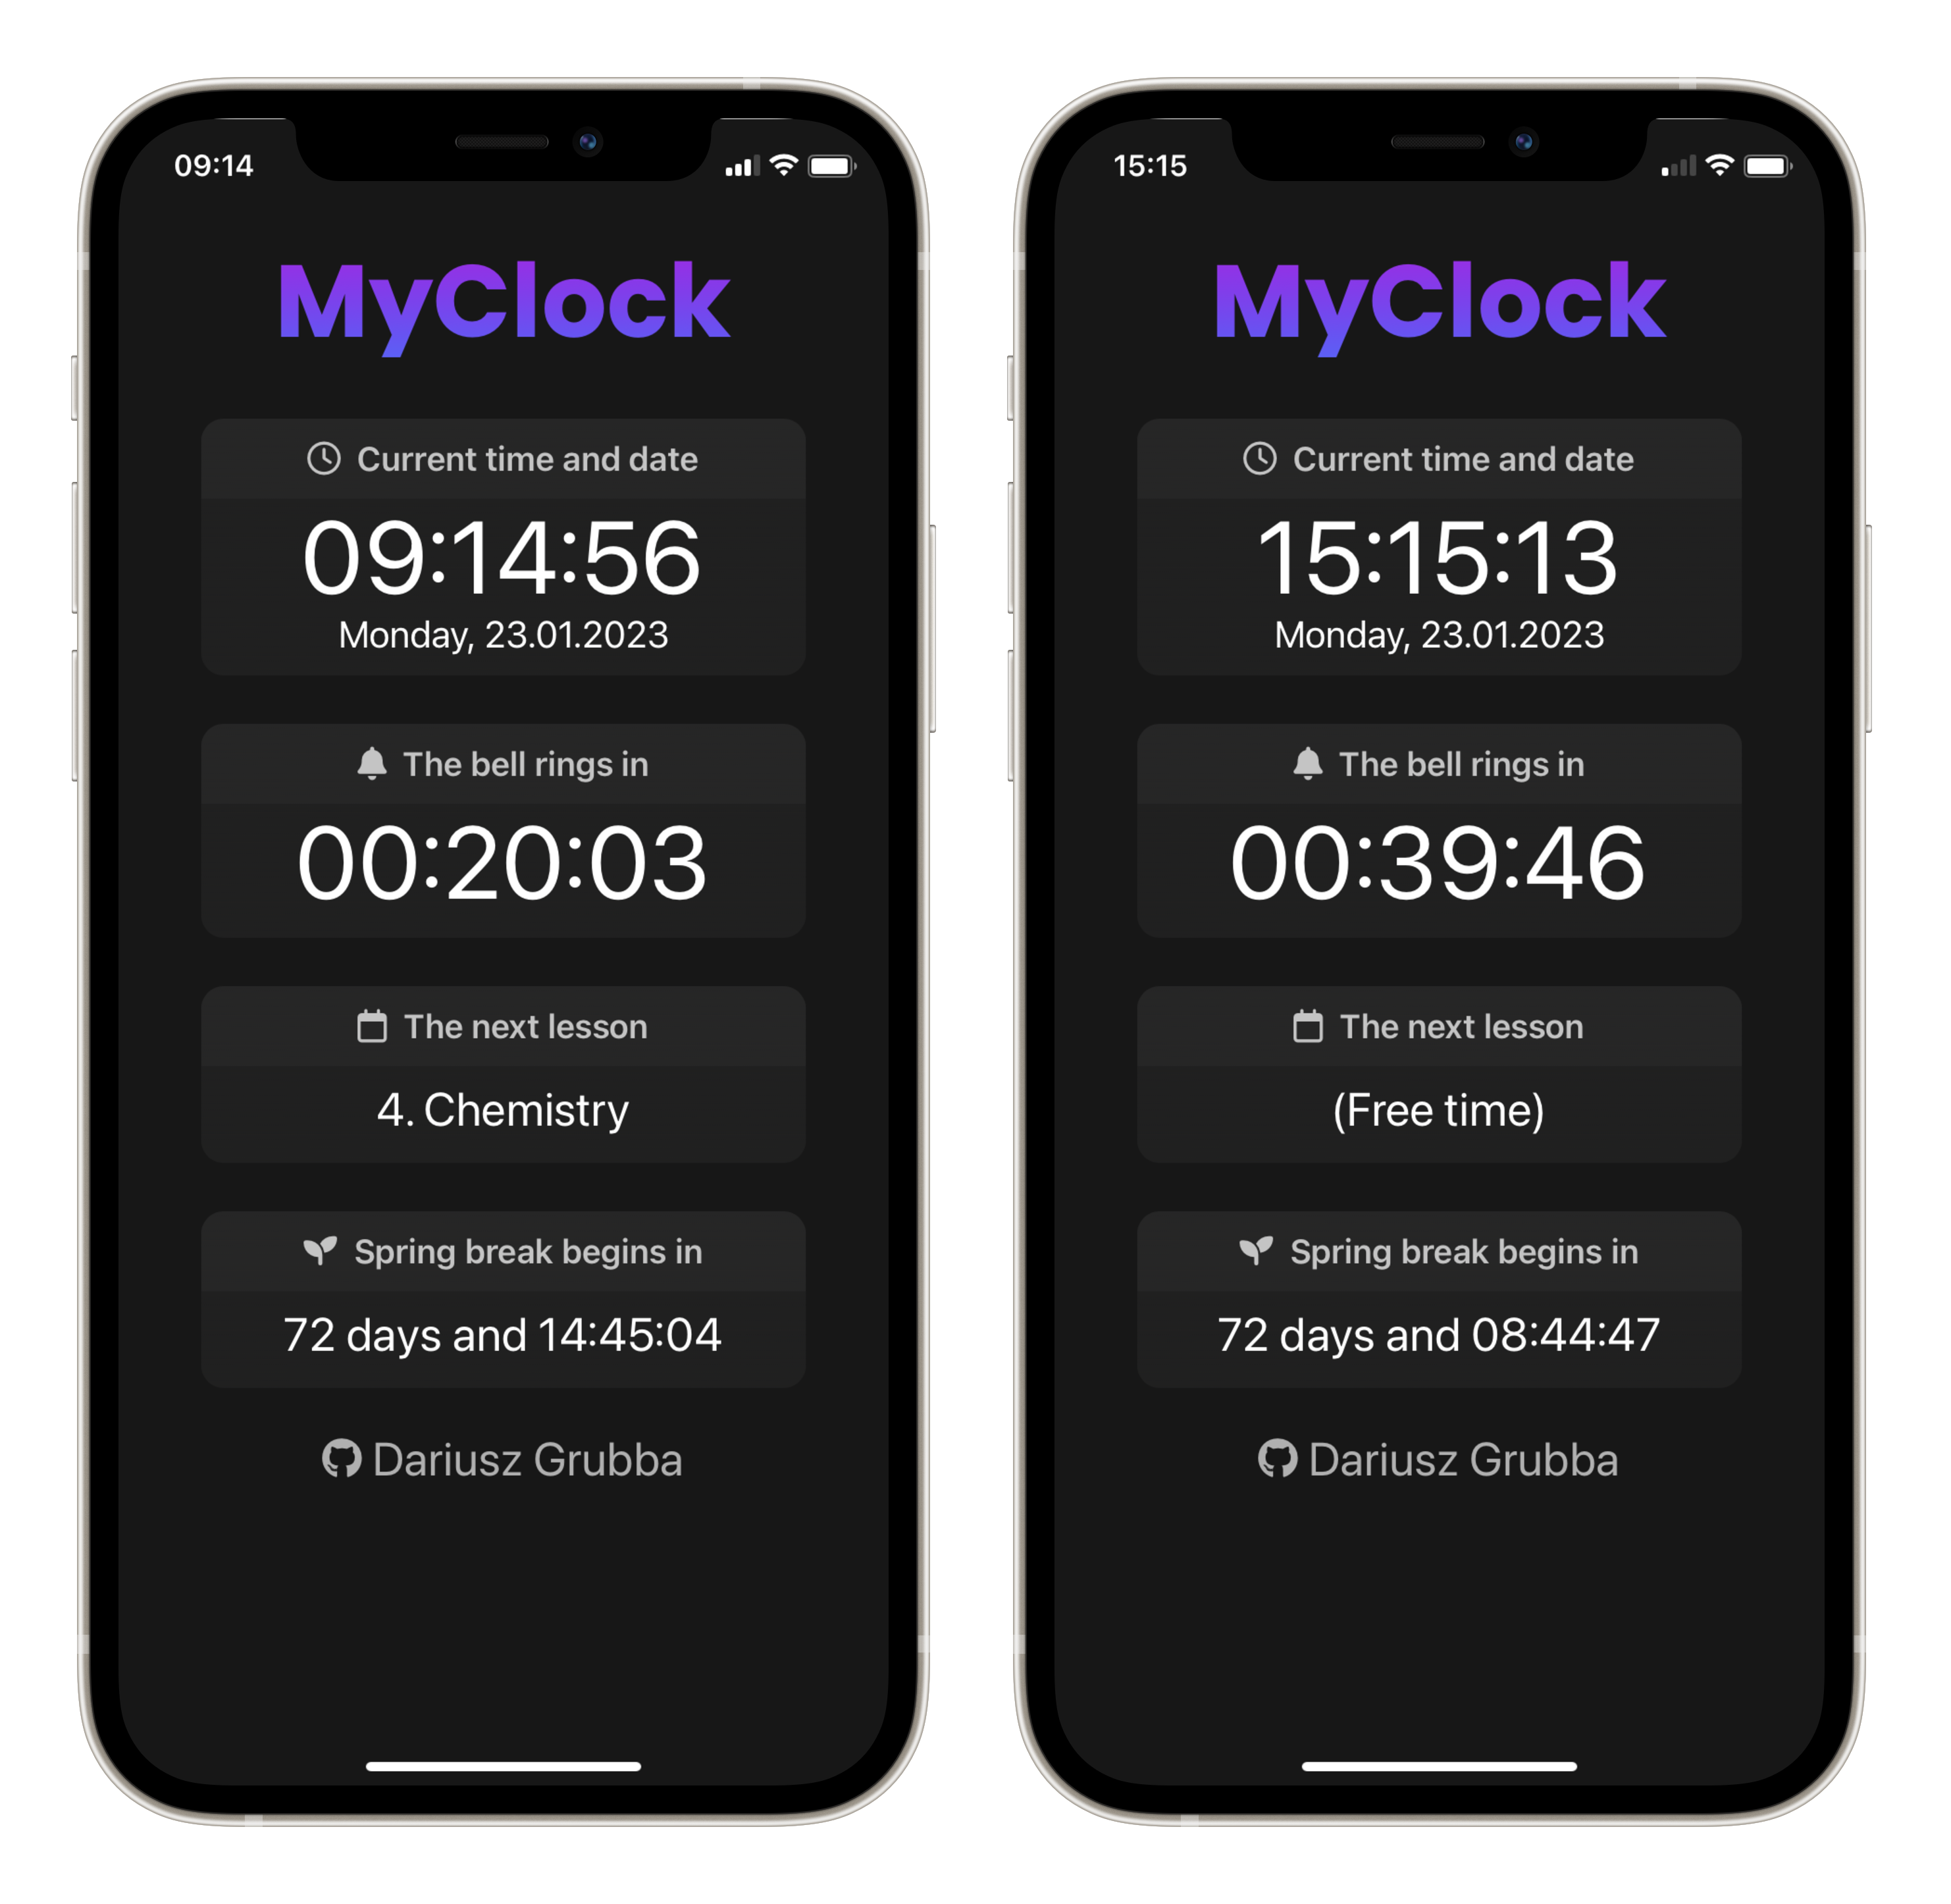 09:14
MyClock
Current time and date
09:14:56
Monday, 23.01.2023
The bell rings in
00:20:03
The next lesson
4. Chemistry
Spring break begins in
72 days and 14:45:04
Dariusz Grubba
15:15
MyClock
Current time and date
15:15:13
Monday, 23.01.2023
The bell rings in
00:39:46
The next lesson
(Free time)
Spring break begins in
72 days and 08:44:47
Dariusz Grubba